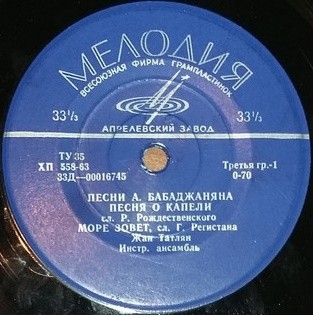 МЕЛОДИЯ
ВСЕСОЮЗНАЯ ФИРМА ГРАМПЛАСТИНОК
33⅓ 33⅓
АПРЕЛЕВСКИЙ ЗАВОД
ТУ 35
ХП 558-63
33Д—00016745
Третья гр.-1
0-70
ПЕСНИ А. БАБАДЖАНЯНА
ПЕСНЯ О КАПЕЛИ
сл. Р. Рождественского
МОРЕ ЗОВЕТ, сл. Г. Регистана
Жан Татлян
Инстр. ансамбль